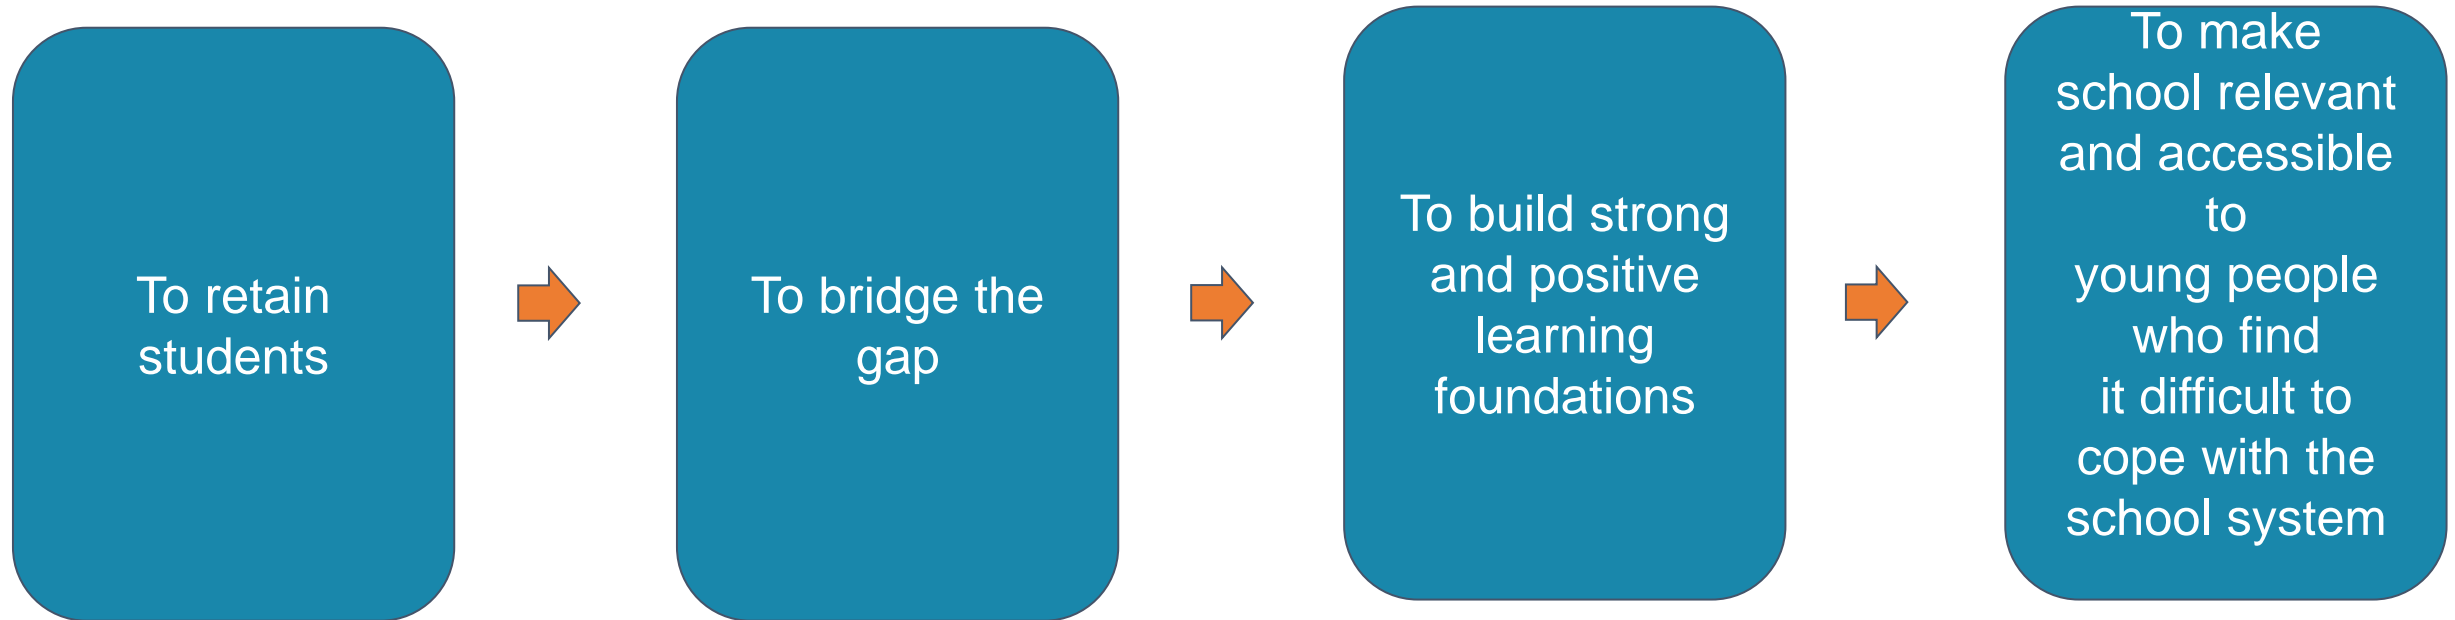 To retain
students
To bridge the
gap
To build strong
and positive
learning
foundations
To make
school relevant
and accessible
to
young people
who find
it difficult to
cope with the
school system